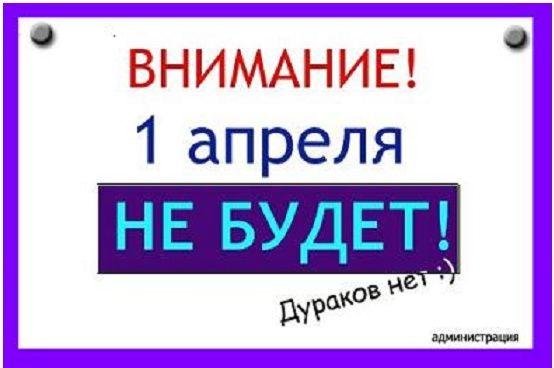 ВНИМАНИЕ!
1 апреля
НЕ БУДЕТ!
Дураков нет :)
администрация